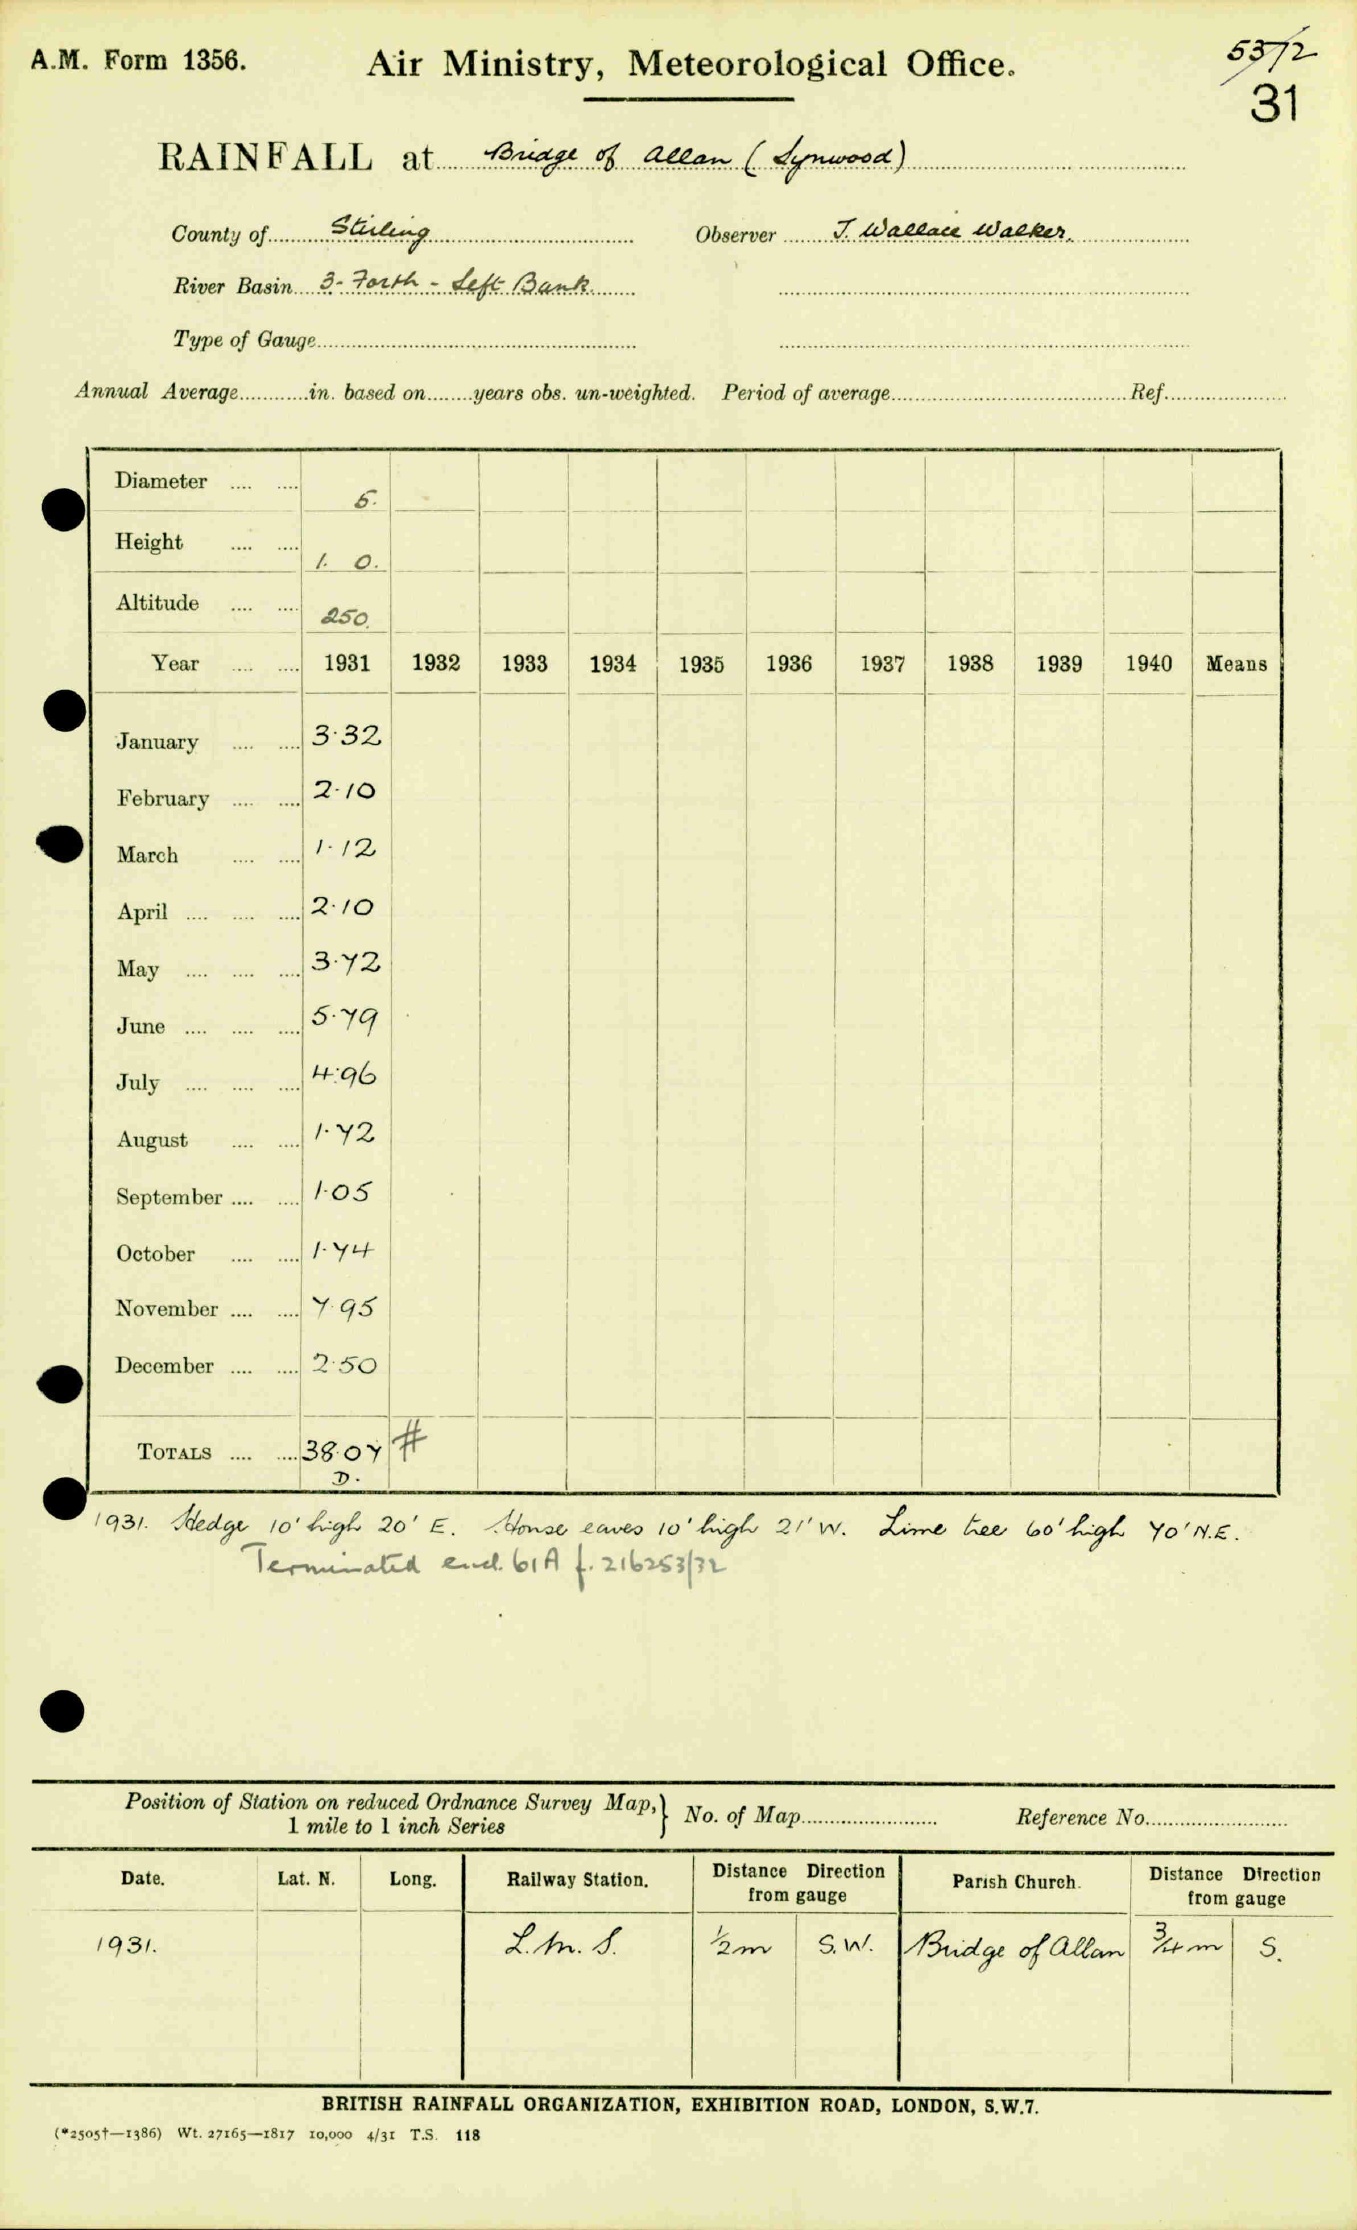 A.M. Form 1356.
Air Ministry, Meteorological Office.
53/12
31
RAINFALL at Bridge of Allan (Lynwood)
County of Stirling Observer J. Wallace Walker.
River Basin 3- Forth - Left Bank
Type of Gauge
Annual Average in. based on years obs. un-weighted. Period of average Ref.
Diameter .... .... 5.
Height .... .... 1. 0.
Altitude .... .... 250.
Year .... .... 1931 1932 1933 1934 1935 1936 1937 1938 1939 1940 Means
January .... .... 3.32
February .... .... 2.10
March .... .... 1.12
April .... .... .... 2.10
May .... .... .... 3.72
June .... .... .... 5.79
July .... .... .... 4.96
August .... .... 1.72
September .... .... 1.05
October .... .... 1.74
November .... .... 7.95
December .... .... 2.50
TOTALS .... .... 38.07 #
D.
1931. Hedge 10' high 20' E. House eaves 10' high 21' W. Lime tree 60' high 70' N.E.
Terminated encl. 61A f. 216253/32
Position of Station on reduced Ordnance Survey Map,} No. of Map Reference No.
1 mile to 1 inch Series
Date. Lat. N. Long. Railway Station. Distance Direction from gauge Parish Church. Distance Direction from gauge
1931. L.M.S. 1/2 m S.W. Bridge of Allan 3/4 m S.
BRITISH RAINFALL ORGANIZATION, EXHIBITION ROAD, LONDON, S.W.7.
(*2505†—1386) Wt. 27165—1817 10,000 4/31 T.S. 118